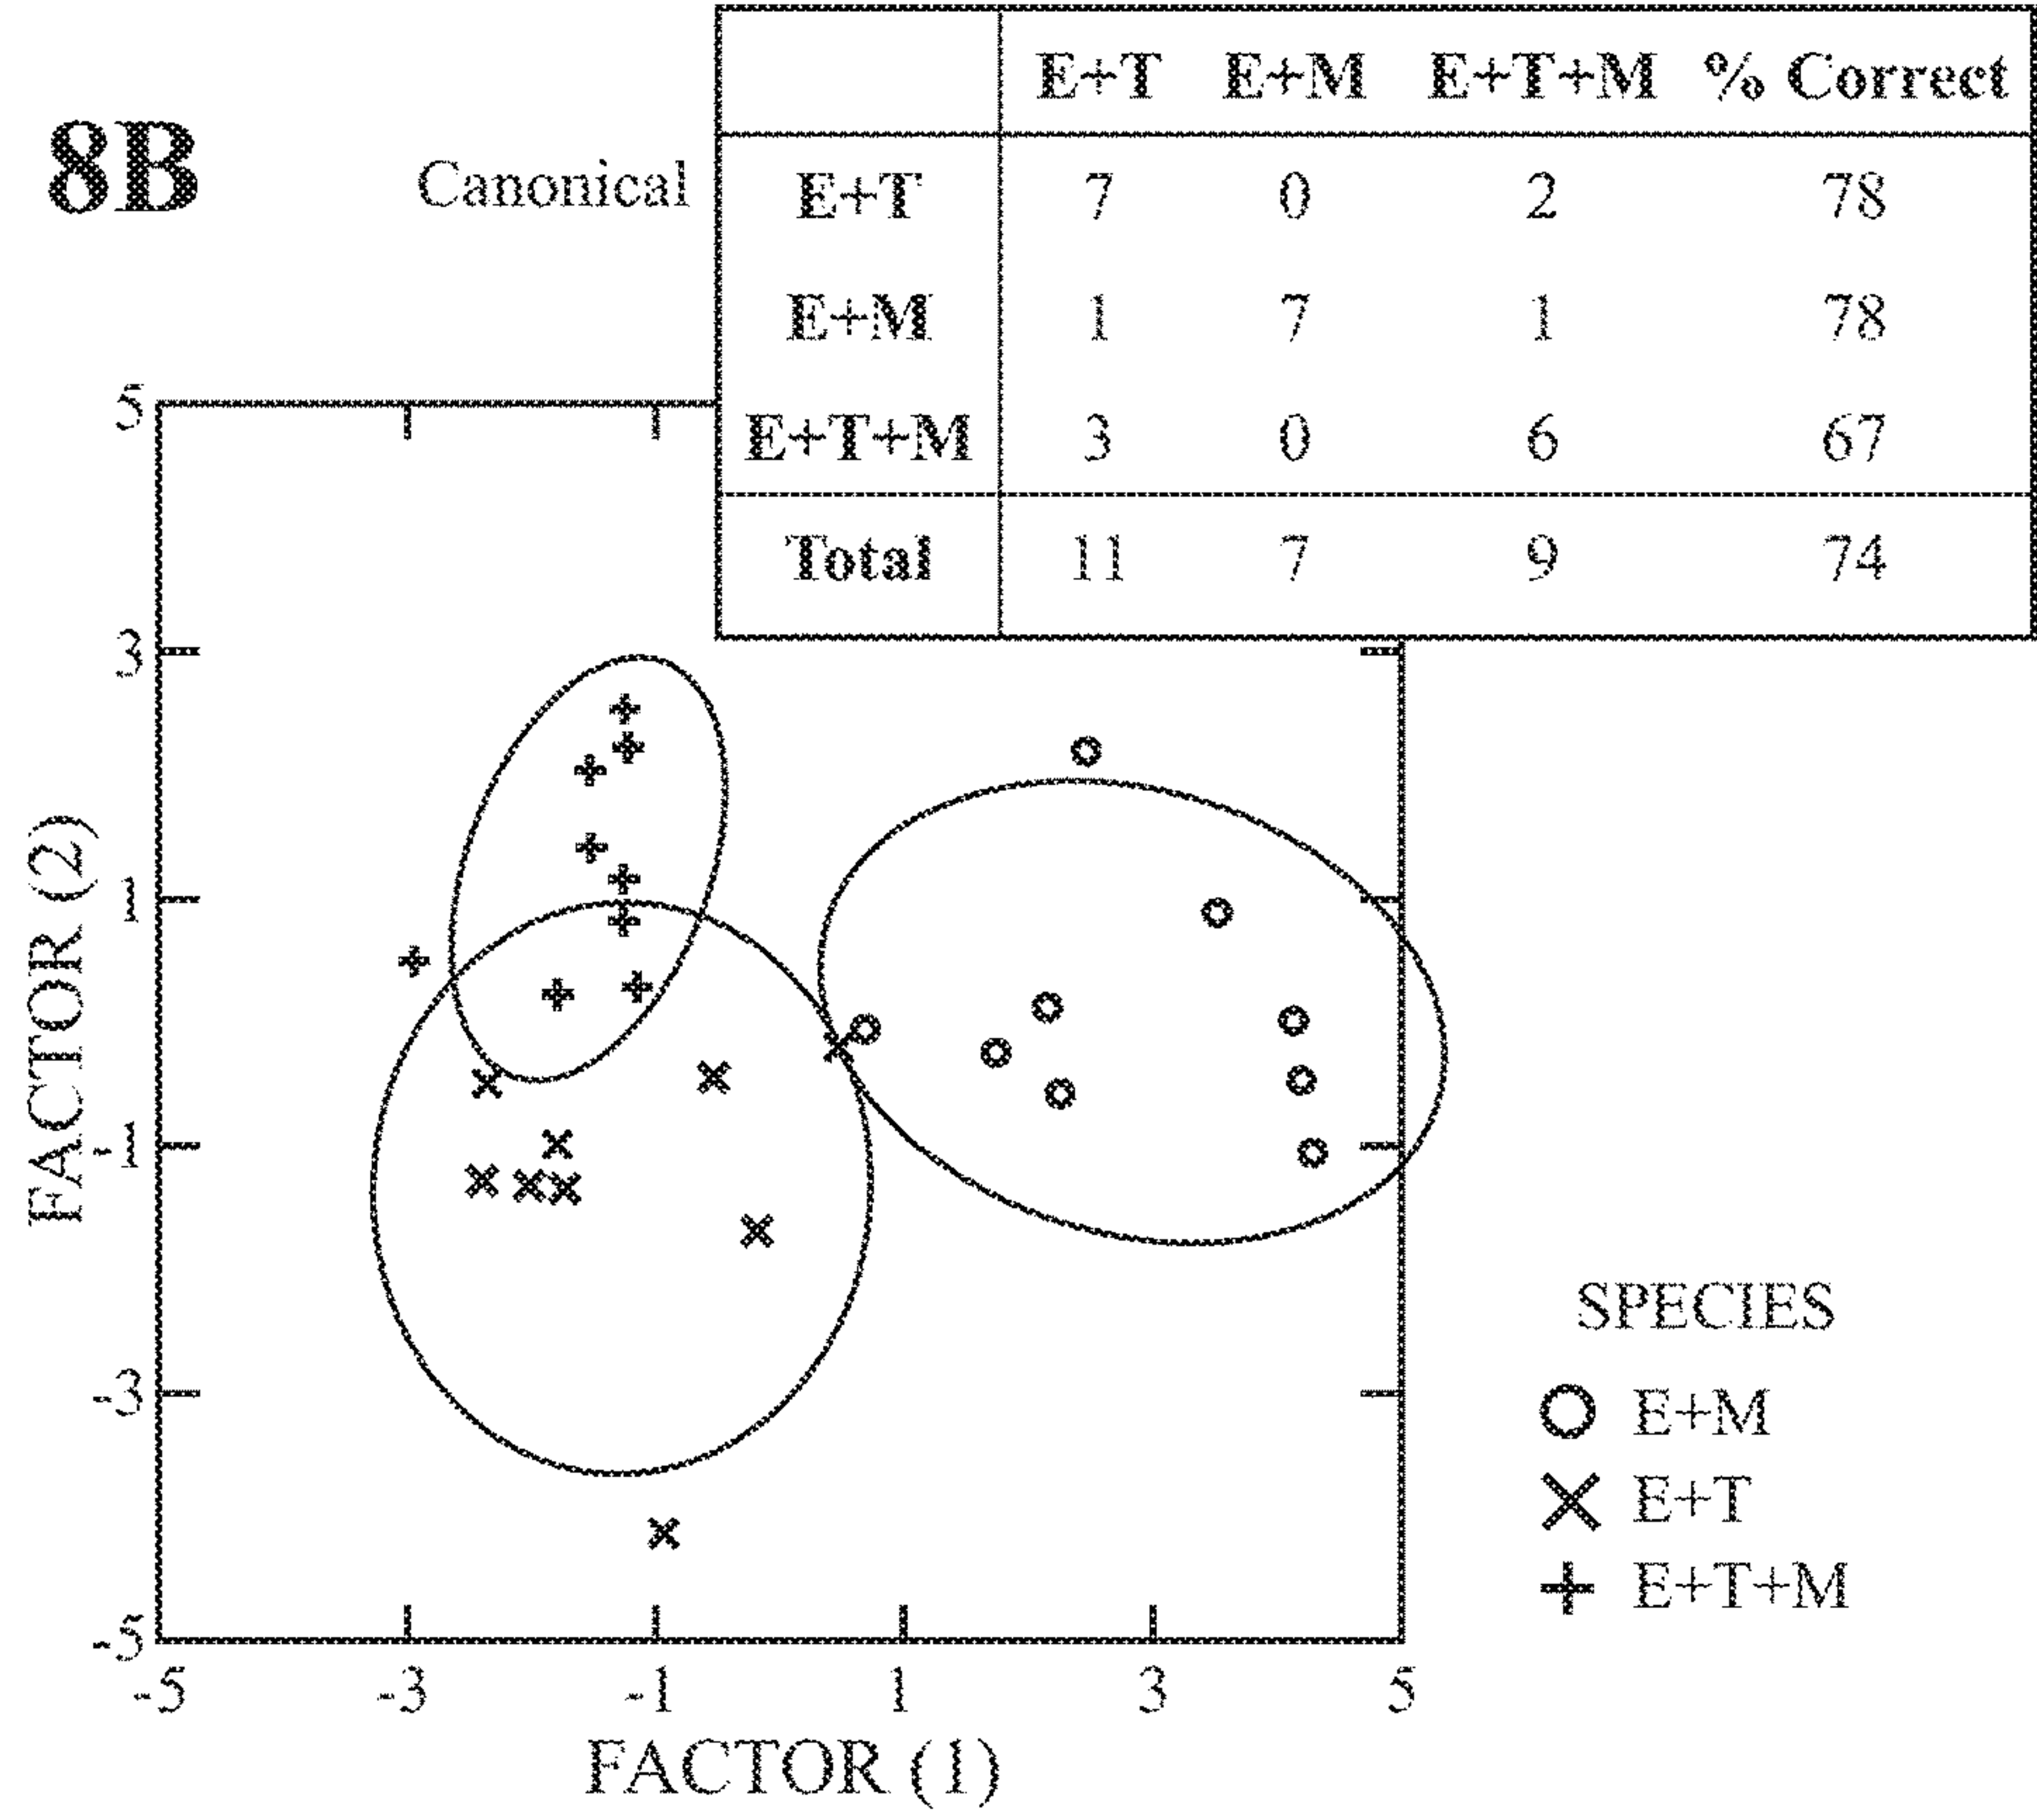 8B
Canonical
E+T E+M E+T+M % Correct
E+T 7 0 2 78
E+M 1 7 1 78
E+T+M 3 0 6 67
Total 11 7 9 74
5
3
1
-1
-3
-5
FACTOR (2)
-5 -3 -1 1 3 5
FACTOR (1)
SPECIES
E+M
E+T
E+T+M